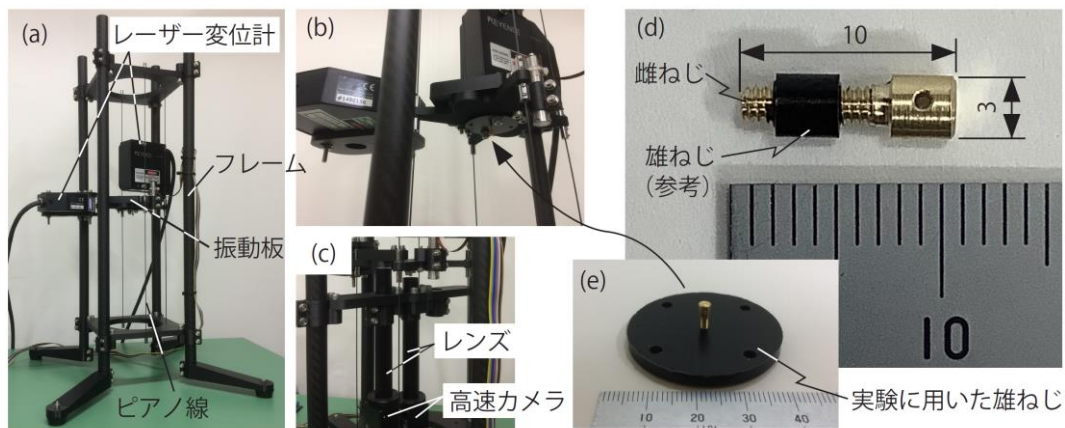 (a)
レーザー変位計
フレーム
振動板
ピアノ線
(b)
KEYENCE
(c)
レンズ
高速カメラ
(d)
10
雌ねじ
3
雄ねじ
(参考)
10
(e)
10
20
30
40
実験に用いた雄ねじ